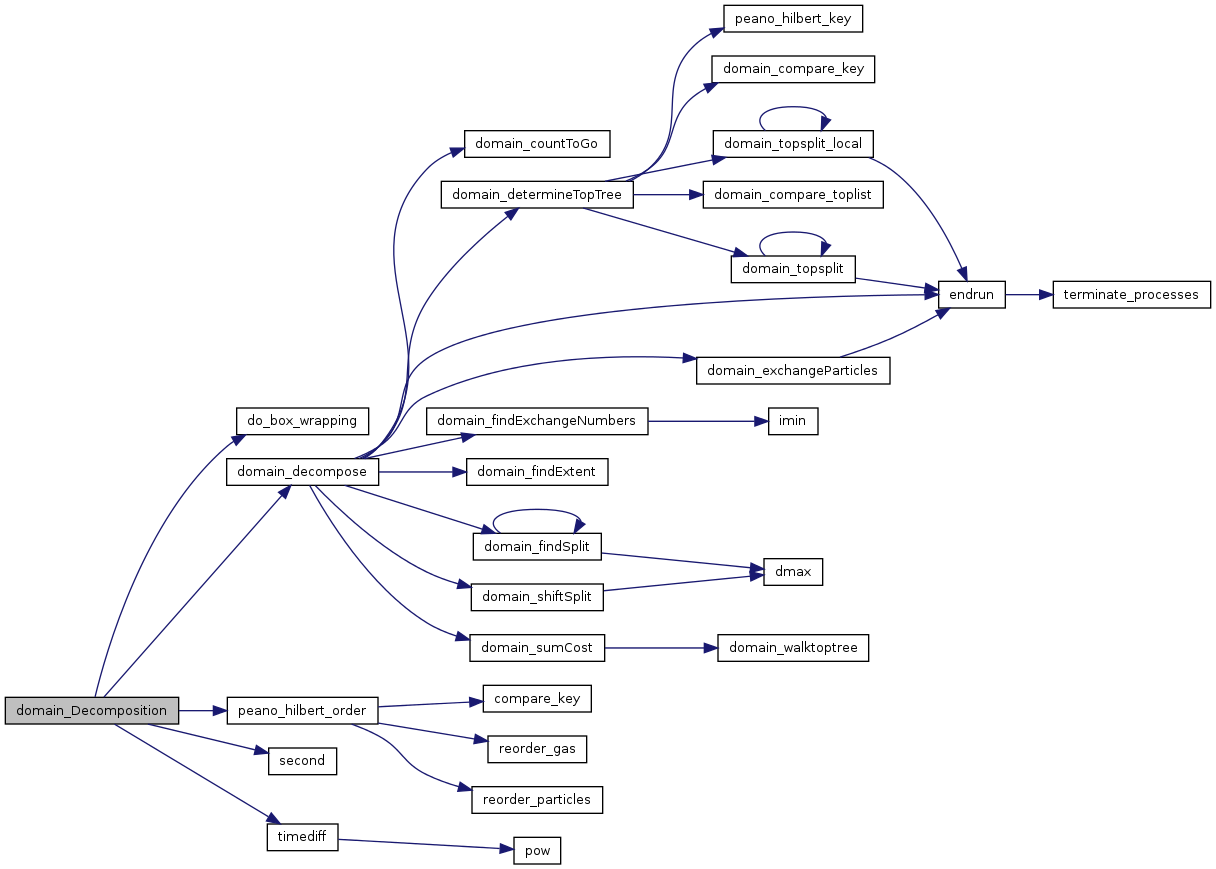 peano_hilbert_key
domain_compare_key
domain_countToGo
domain_topsplit_local
domain_determineTopTree
domain_compare_toplist
domain_topsplit
endrun
terminate_processes
domain_exchangeParticles
do_box_wrapping
domain_findExchangeNumbers
imin
domain_decompose
domain_findExtent
domain_findSplit
dmax
domain_shiftSplit
domain_sumCost
domain_walktoptree
domain_Decomposition
peano_hilbert_order
compare_key
reorder_gas
second
reorder_particles
timediff
pow